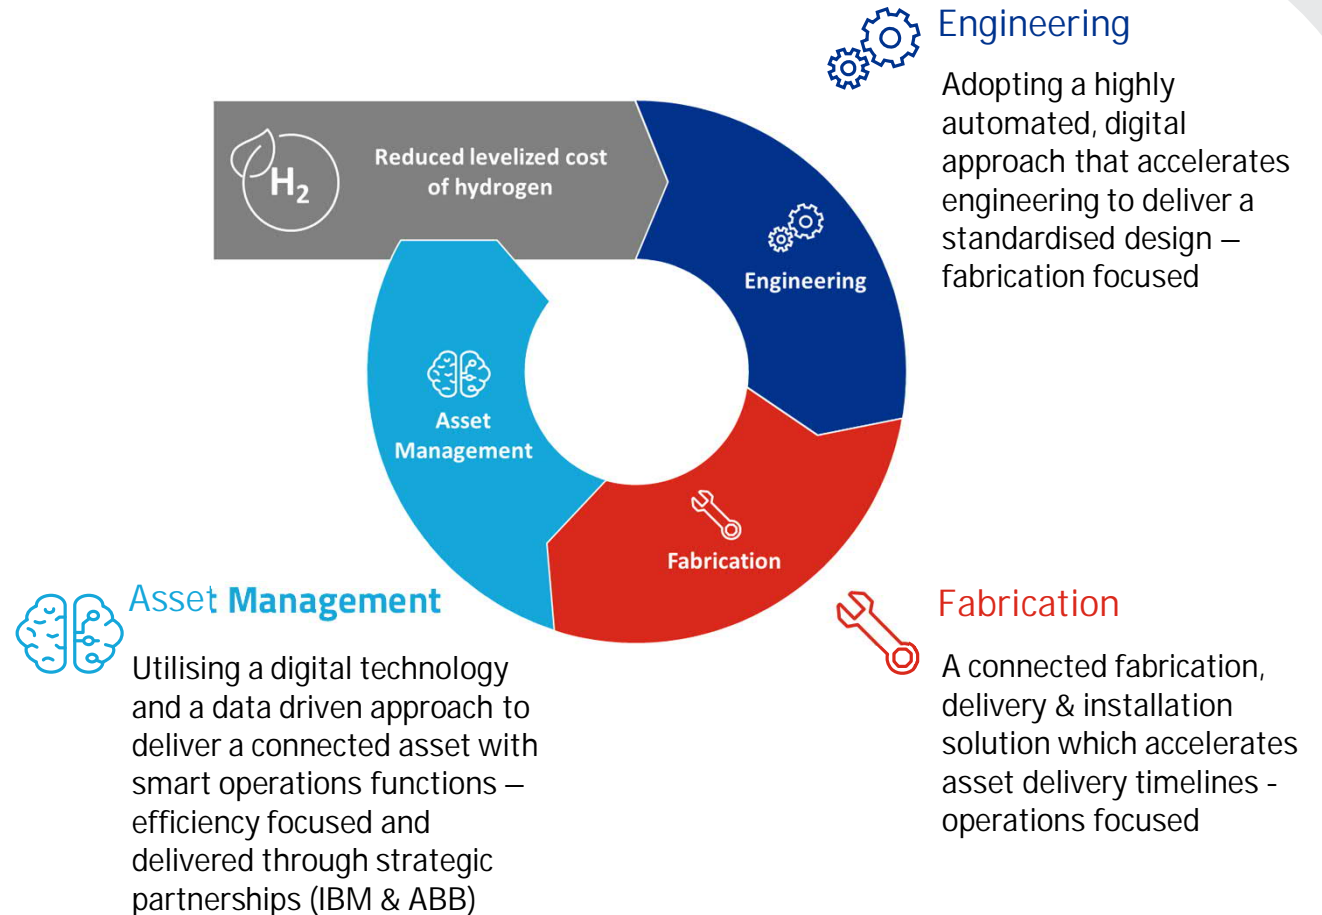 Engineering
Adopting a highly
automated, digital
approach that accelerates
engineering to deliver a
standardised design –
fabrication focused
H2
Reduced levelized cost
of hydrogen
Engineering
Asset
Management
Fabrication
Asset Management
Utilising a digital technology
and a data driven approach to
deliver a connected asset with
smart operations functions –
efficiency focused and
delivered through strategic
partnerships (IBM & ABB)
Fabrication
A connected fabrication,
delivery & installation
solution which accelerates
asset delivery timelines -
operations focused